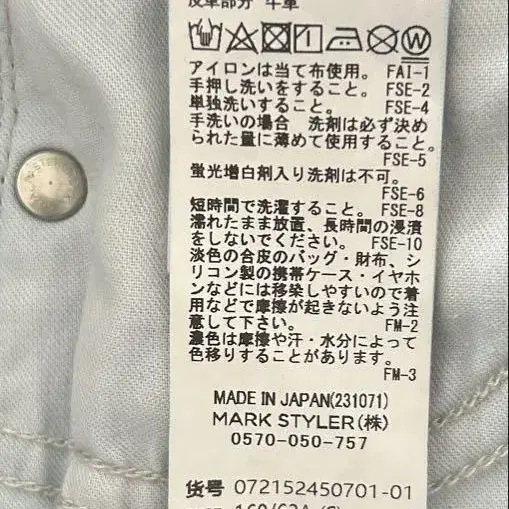 皮革部分 牛革
アイロンは当て布使用。 FAI-1
手押し洗いをすること。 FSE-2
単独洗いすること。 FSE-4
手洗いの場合 洗剤は必ず決め
られた量に薄めて使用すること。
FSE-5
蛍光増白剤入り洗剤は不可。
FSE-6
短時間で洗濯すること。 FSE-8
濡れたまま放置、長時間の浸漬
をしないでください。 FSE-10
淡色の合皮のバッグ・財布、シ
リコン製の携帯ケース・イヤホ
ンなどには移染しやすいので着
用などで摩擦が起きないよう注
意して下さい。 FM-2
濃色は摩擦や汗・水分によって
色移りすることがあります。
FM-3
MADE IN JAPAN(231071)
MARK STYLER(株)
0570-050-757
货号 072152450701-01